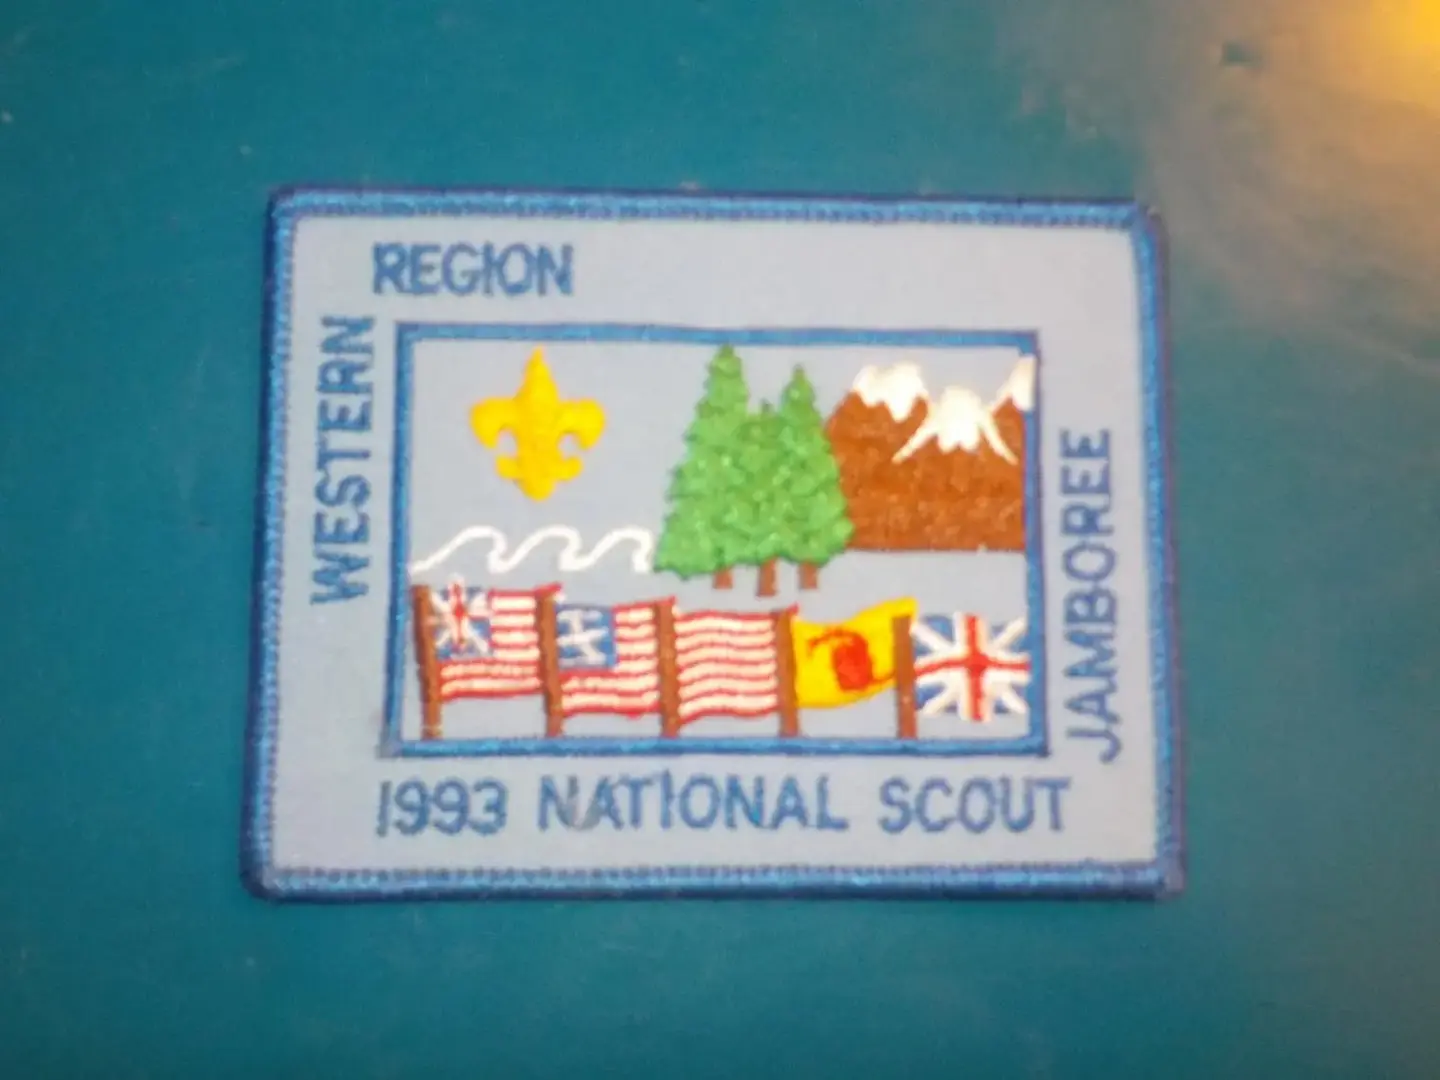 WESTERN
REGION
1993 NATIONAL SCOUT
JAMBOREE